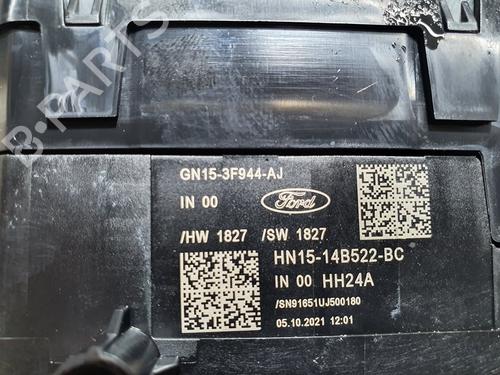 B-PARTS
GN15-3F944-AJ
IN 00
Ford
/HW 1827 /SW 1827
HN15-14B522-BC
IN 00 HH24A
/SN91651UJ500180
05.10.2021 12:01